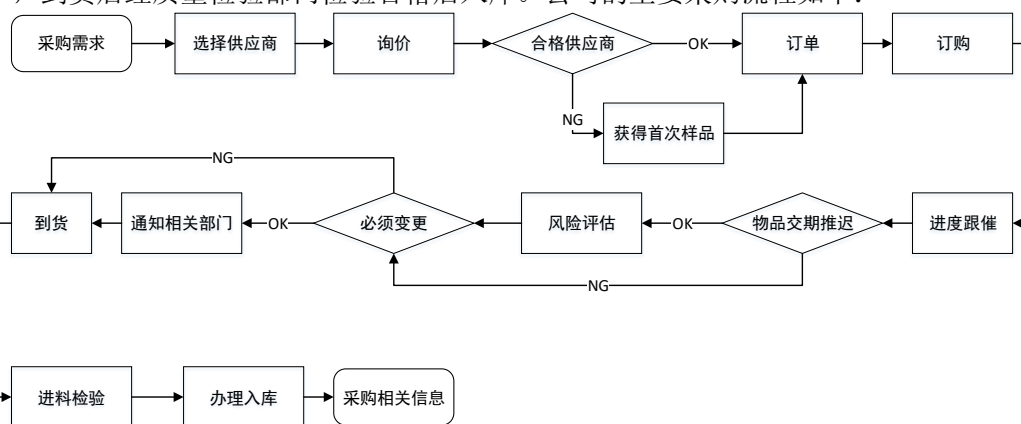 ，到货后经质量检验部门检验合格后入库。公司的主要采购流程如下：
采购需求
选择供应商
询价
合格供应商
OK
订单
订购
NG
获得首次样品
NG
到货
通知相关部门
OK
必须变更
风险评估
OK
物品交期推迟
进度跟催
NG
进料检验
办理入库
采购相关信息